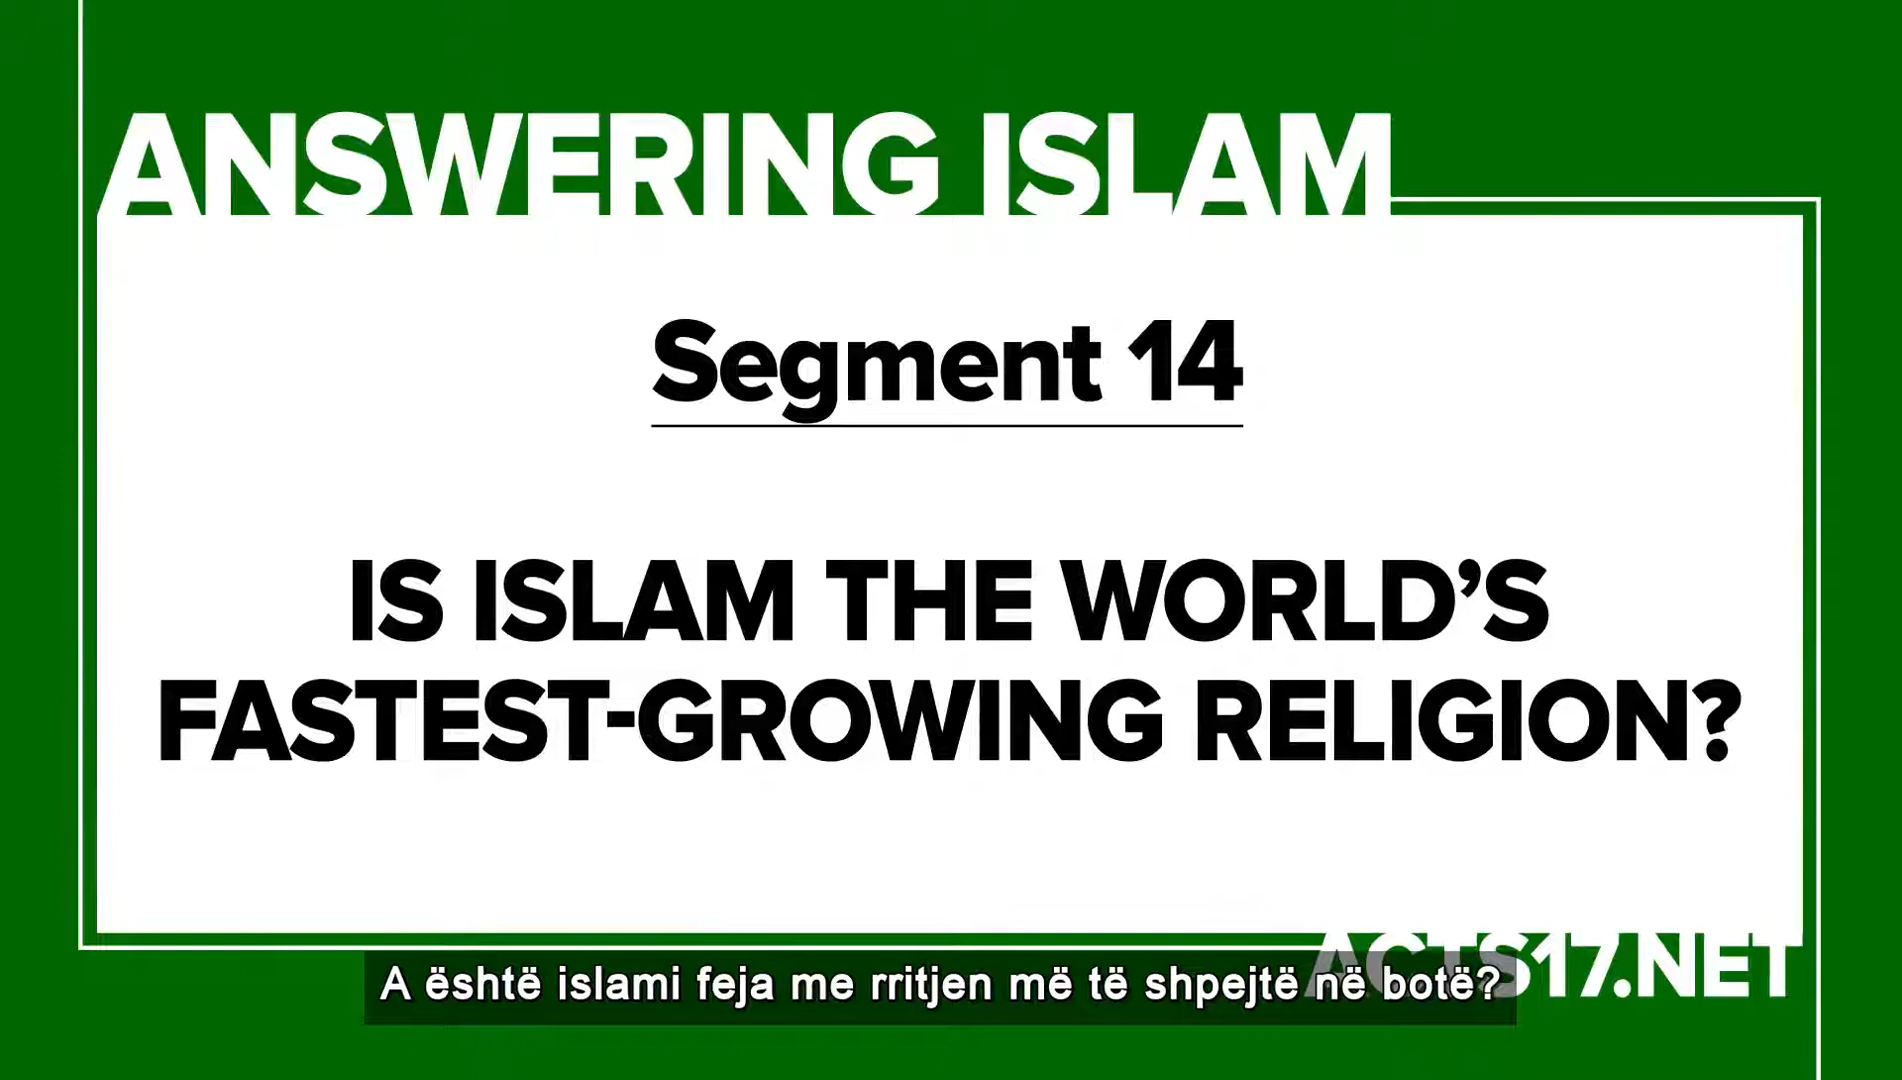 ANSWERING ISLAM
Segment 14
IS ISLAM THE WORLD’S
FASTEST-GROWING RELIGION?
ACTS17.NET
A është islami feja me rritjen më të shpejtë në botë?